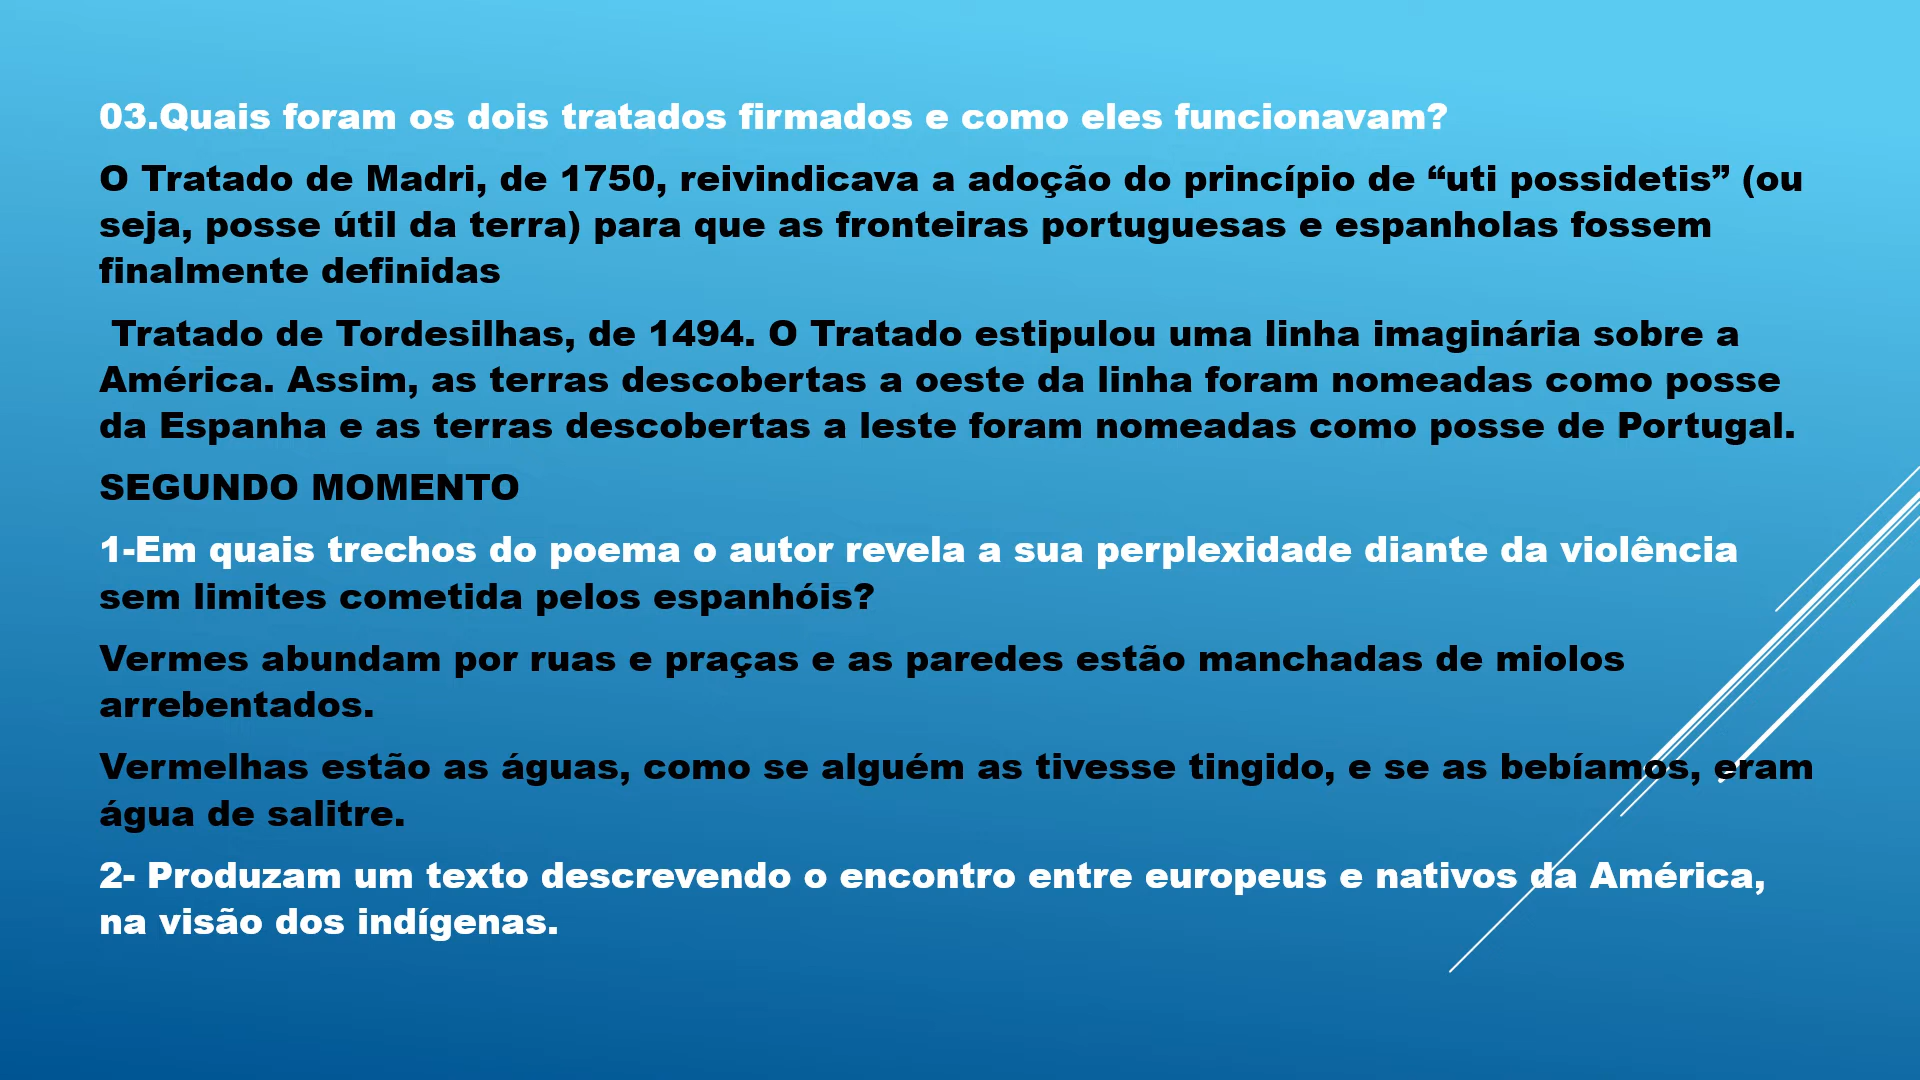 03.Quais foram os dois tratados firmados e como eles funcionavam?
O Tratado de Madri, de 1750, reivindicava a adoção do princípio de “uti possidetis” (ou
seja, posse útil da terra) para que as fronteiras portuguesas e espanholas fossem
finalmente definidas
Tratado de Tordesilhas, de 1494. O Tratado estipulou uma linha imaginária sobre a
América. Assim, as terras descobertas a oeste da linha foram nomeadas como posse
da Espanha e as terras descobertas a leste foram nomeadas como posse de Portugal.
SEGUNDO MOMENTO
1-Em quais trechos do poema o autor revela a sua perplexidade diante da violência
sem limites cometida pelos espanhóis?
Vermes abundam por ruas e praças e as paredes estão manchadas de miolos
arrebentados.
Vermelhas estão as águas, como se alguém as tivesse tingido, e se as bebíamos, eram
água de salitre.
2- Produzam um texto descrevendo o encontro entre europeus e nativos da América,
na visão dos indígenas.